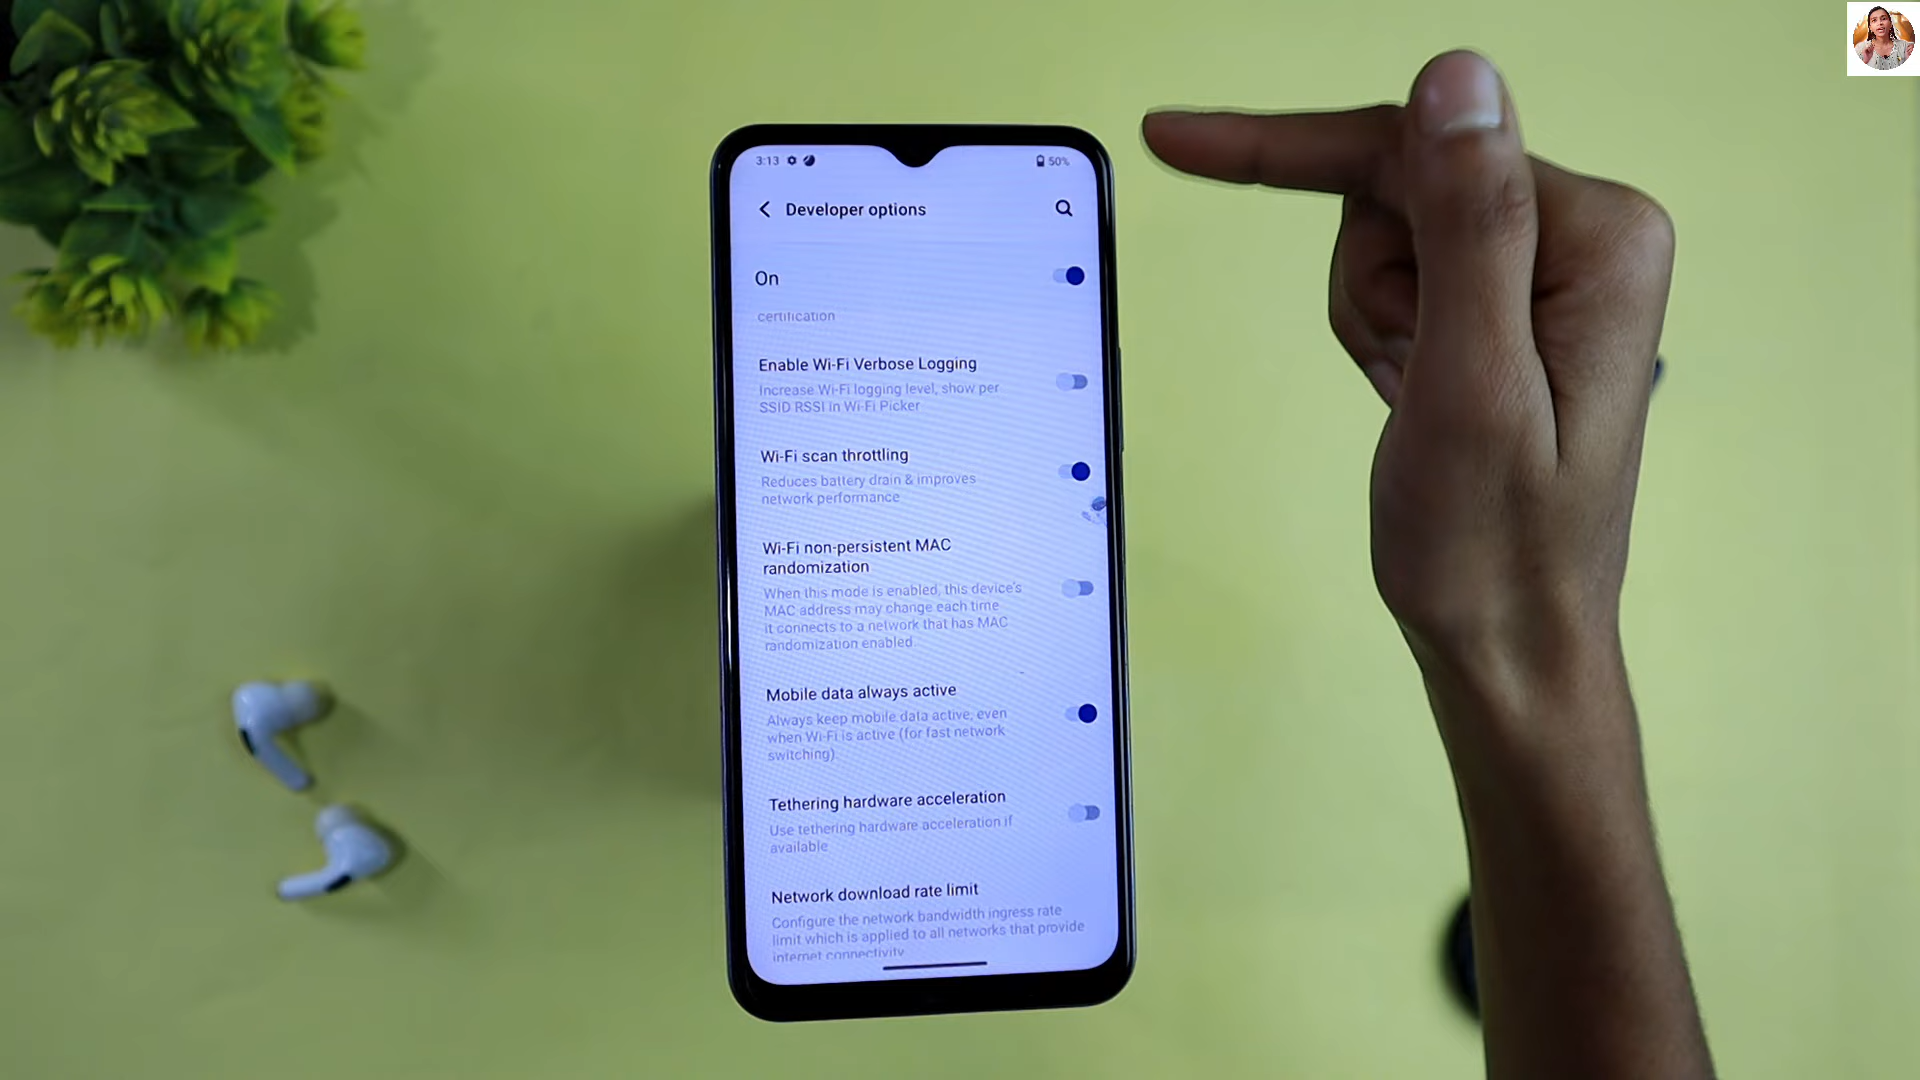 3:13
50%
Developer options
On
certification
Enable Wi-Fi Verbose Logging
Increase Wi-Fi logging level, show per
SSID RSSI in Wi-Fi Picker
Wi-Fi scan throttling
Reduces battery drain & improves
network performance
Wi-Fi non-persistent MAC
randomization
When this mode is enabled, this device's
MAC address may change each time
it connects to a network that has MAC
randomization enabled.
Mobile data always active
Always keep mobile data active, even
when Wi-Fi is active (for fast network
switching).
Tethering hardware acceleration
Use tethering hardware acceleration if
available
Network download rate limit
Configure the network bandwidth ingress rate
limit which is applied to all networks that provide
internet connectivity